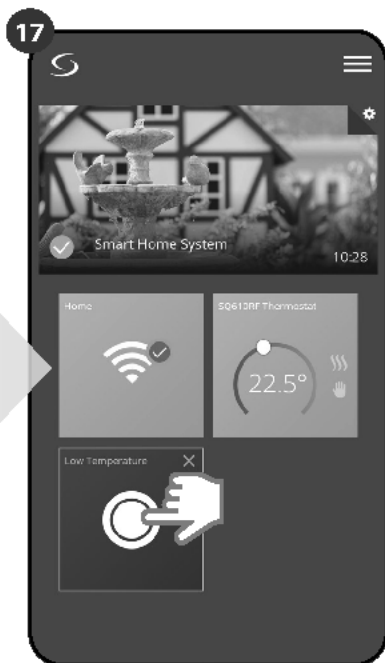 17
Smart Home System
10:28
Home
SQ610RF Thermostat
22.5°
Low Temperature